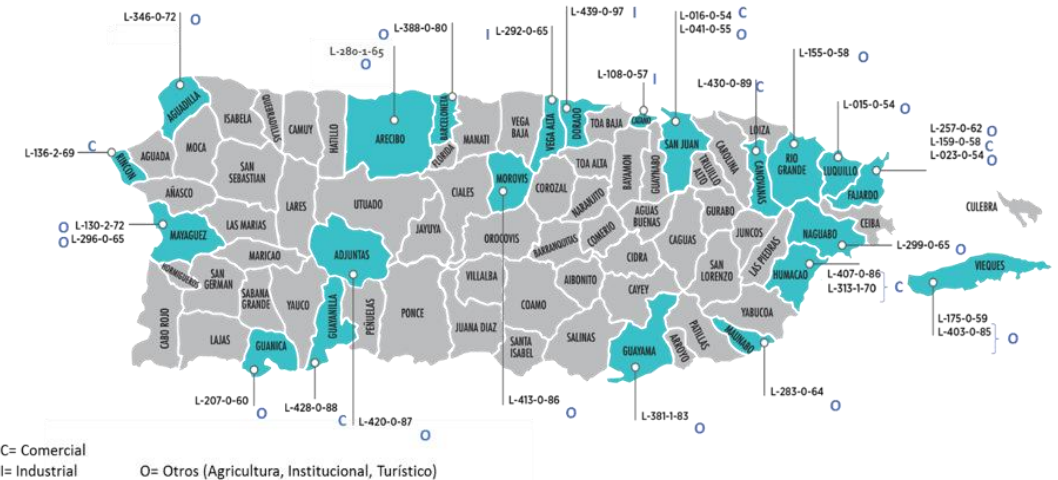 L-346-0-72 O
L-388-0-80 O
L-280-1-65
O
L-439-0-97 I
I L-292-0-65
L-016-0-54 C
L-041-0-55 O
L-108-0-57 I
L-430-0-89 C
L-155-0-58 O
L-015-0-54 O
L-257-0-62 O
L-159-0-58 C
L-023-0-54 O
L-136-2-69 C
O L-130-2-72
O L-296-0-65
L-299-0-65 O
L-407-0-86
L-313-1-70 C
L-175-0-59
L-403-0-85 O
L-207-0-60 O
L-428-0-88 C
L-420-0-87 O
L-413-0-86 O
L-381-1-83 O
L-283-0-64 O
AGUADILLA
ISABELA
QUEBRADILLAS
CAMUY
HATILLO
ARECIBO
BARCELONETA
FLORIDA
MANATI
VEGA
BAJA
VEGA ALTA
DORADO
TOA BAJA
CATAÑO
SAN JUAN
TRUJILLO
ALTO
CAROLINA
LOIZA
CANOVANAS
RIO
GRANDE
LUQUILLO
FAJARDO
CEIBA
CULEBRA
VIEQUES
RINCON
AGUADA
MOCA
SAN
SEBASTIAN
AÑASCO
LARES
UTUADO
CIALES
MOROVIS
COROZAL
TOA ALTA
NARANJITO
BAYAMON
GUAYNABO
MAYAGUEZ
LAS MARIAS
MARICAO
ADJUNTAS
JAYUYA
OROCOVIS
BARRANQUITAS
COMERIO
AGUAS
BUENAS
CIDRA
CAGUAS
GURABO
JUNCOS
LAS PIEDRAS
NAGUABO
HUMACAO
HORMIGUEROS
SAN
GERMAN
SABANA
GRANDE
YAUCO
GUAYANILLA
PEÑUELAS
PONCE
VILLALBA
JUANA DIAZ
COAMO
AIBONITO
CAYEY
SAN
LORENZO
YABUCOA
CABO ROJO
LAJAS
GUANICA
SANTA
ISABEL
SALINAS
GUAYAMA
ARROYO
PATILLAS
MAUNABO
C= Comercial
I= Industrial O= Otros (Agricultura, Institucional, Turístico)